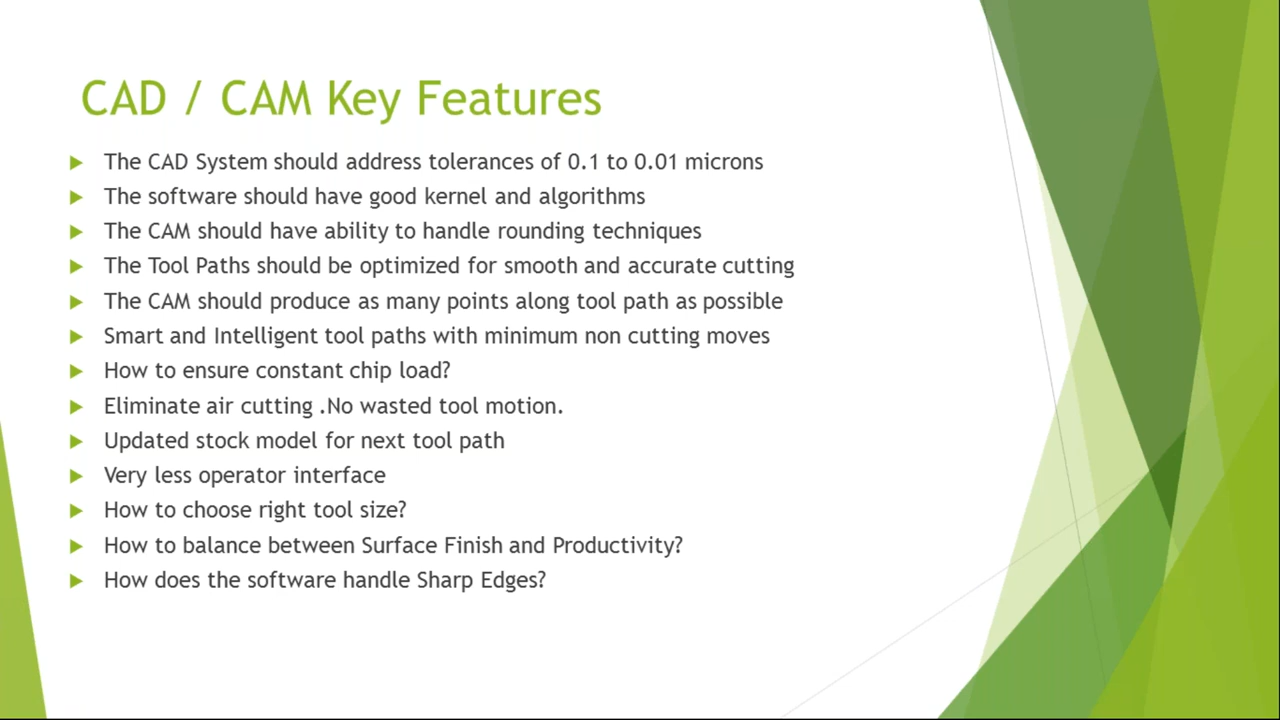 CAD / CAM Key Features
The CAD System should address tolerances of 0.1 to 0.01 microns
The software should have good kernel and algorithms
The CAM should have ability to handle rounding techniques
The Tool Paths should be optimized for smooth and accurate cutting
The CAM should produce as many points along tool path as possible
Smart and Intelligent tool paths with minimum non cutting moves
How to ensure constant chip load?
Eliminate air cutting .No wasted tool motion.
Updated stock model for next tool path
Very less operator interface
How to choose right tool size?
How to balance between Surface Finish and Productivity?
How does the software handle Sharp Edges?